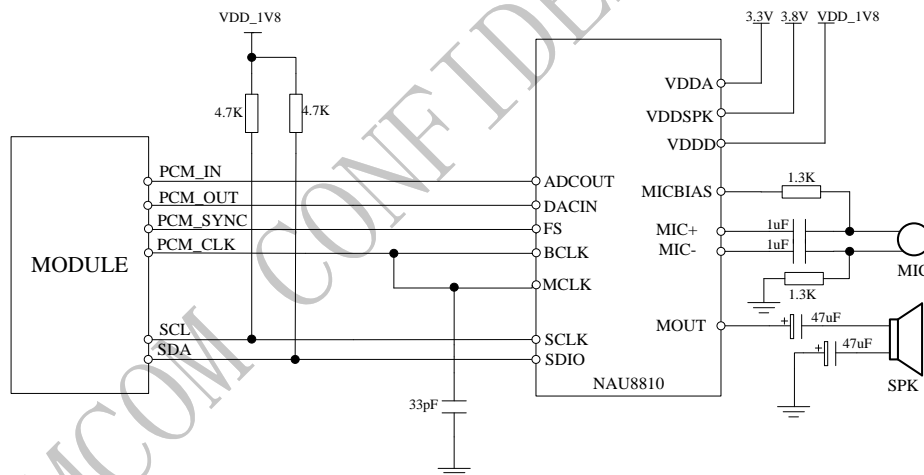 VDD_1V8
3.3V 3.8V VDD_1V8
4.7K
4.7K
VDDA
VDDSPK
VDDD
PCM_IN
ADCOUT
MICBIAS
1.3K
PCM_OUT
DACIN
PCM_SYNC
FS
MIC+
1uF
PCM_CLK
BCLK
MIC-
1uF
MODULE
MIC
MCLK
1.3K
SCL
SCLK
MOUT
+
47uF
SDA
SDIO
+
47uF
NAU8810
SPK
33pF
MCOM CONFIDE